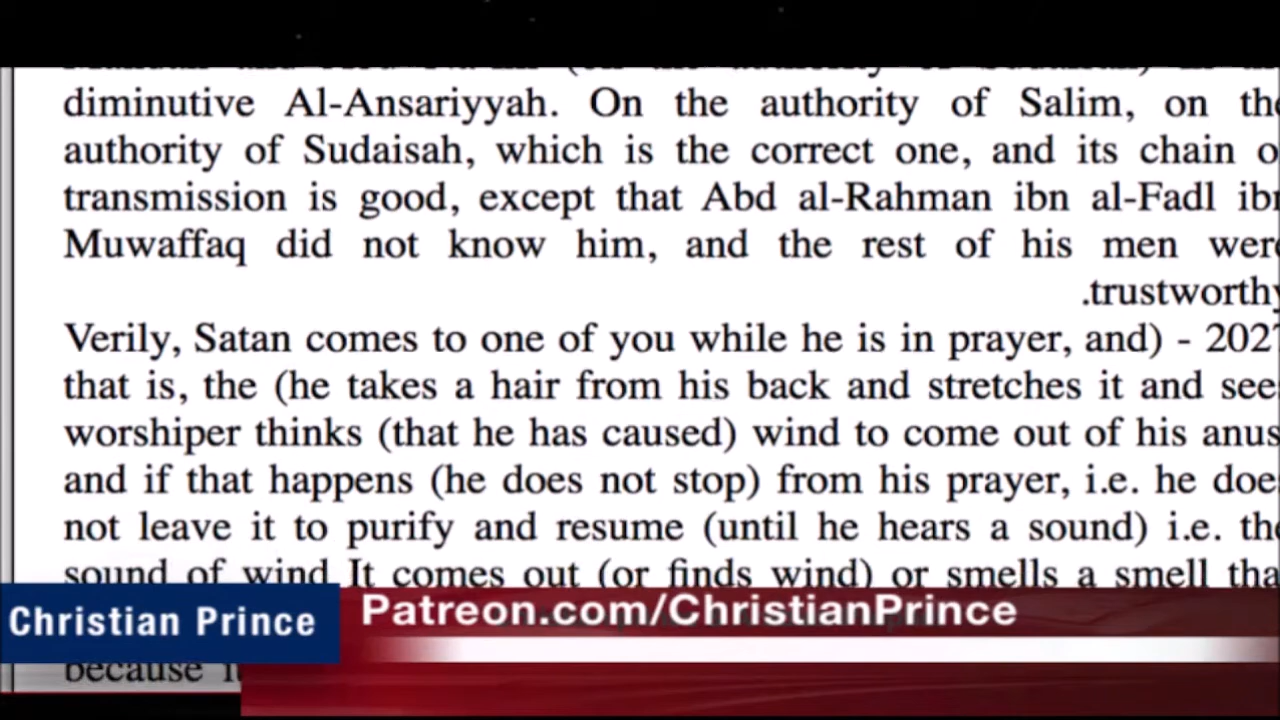 diminutive Al-Ansariyyah. On the authority of Salim, on the
authority of Sudaisah, which is the correct one, and its chain o
transmission is good, except that Abd al-Rahman ibn al-Fadl ibn
Muwaffaq did not know him, and the rest of his men were
.trustworthy
Verily, Satan comes to one of you while he is in prayer, and) - 202
that is, the (he takes a hair from his back and stretches it and see
worshiper thinks (that he has caused) wind to come out of his anus
and if that happens (he does not stop) from his prayer, i.e. he doe
not leave it to purify and resume (until he hears a sound) i.e. the
sound of wind It comes out (or finds wind) or smells a smell tha
Christian Prince
Patreon.com/ChristianPrince
because